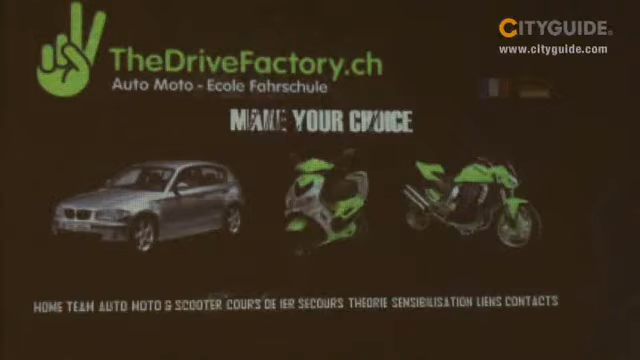 CITYGUIDE
www.cityguide.com
TheDriveFactory.ch
Auto Moto - Ecole Fahrschule
MAKE YOUR CHOICE
HOME TEAM AUTO MOTO & SCOOTER COURS DE 1ER SECOURS THEORIE SENSIBILISATION LIENS CONTACTS